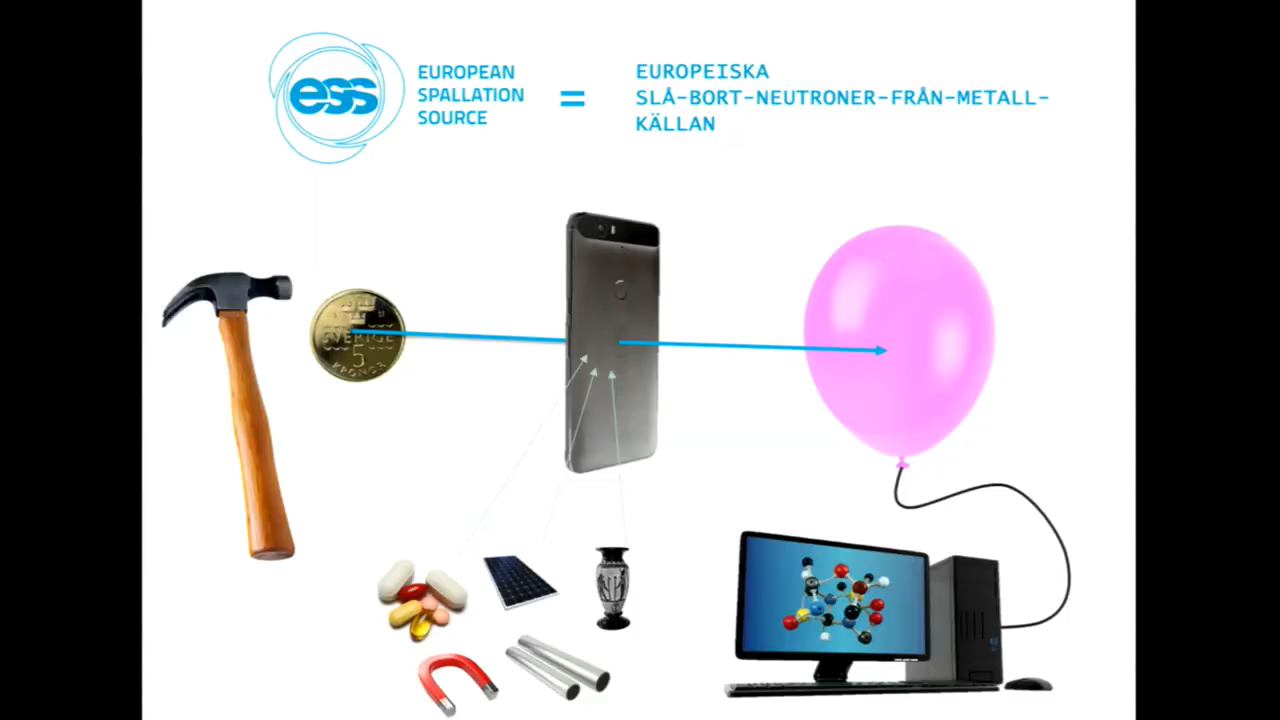 ess
EUROPEAN
SPALLATION
SOURCE
=
EUROPEISKA
SLÅ-BORT-NEUTRONER-FRÅN-METALL-
KÄLLAN
SVERIGE
5
KRONOR